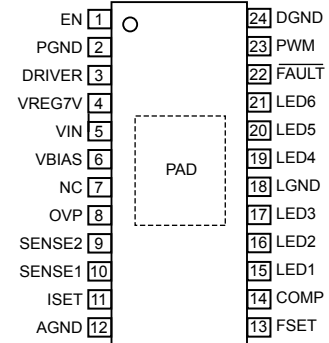 EN 1 24 DGND
PGND 2 23 PWM
DRIVER 3 22 FAULT
VREG7V 4 21 LED6
VIN 5 20 LED5
VBIAS 6 19 LED4
PAD
NC 7 18 LGND
OVP 8 17 LED3
SENSE2 9 16 LED2
SENSE1 10 15 LED1
ISET 11 14 COMP
AGND 12 13 FSET